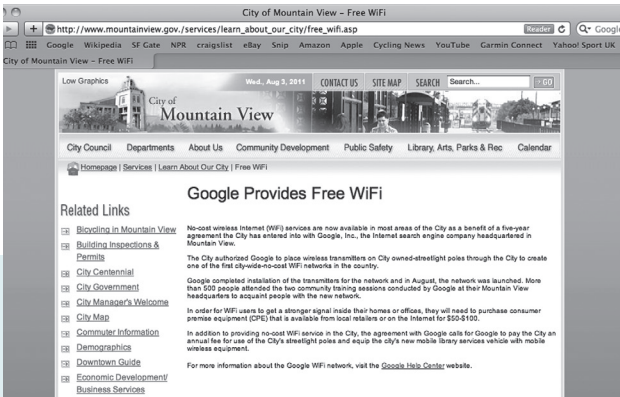 City of Mountain View – Free WiFi
http://www.mountainview.gov./services/learn_about_our_city/free_wifi.asp
Reader
Google
Google Wikipedia SF Gate NPR craigslist eBay Snip Amazon Apple Cycling News YouTube Garmin Connect Yahoo! Sport UK
City of Mountain View – Free WiFi
Low Graphics
Wed., Aug 3, 2011
CONTACT US
SITE MAP
SEARCH
Search...
GO
City of
Mountain View
City Council Departments About Us Community Development Public Safety Library, Arts, Parks & Rec Calendar
Homepage | Services | Learn About Our City | Free WiFi
Google Provides Free WiFi
Related Links
Bicycling in Mountain View
Building Inspections &
Permits
City Centennial
City Government
City Manager's Welcome
City Map
Commuter Information
Demographics
Downtown Guide
Economic Development/
Business Services
No-cost wireless Internet (WiFi) services are now available in most areas of the City as a benefit of a five-year
agreement the City has entered into with Google, Inc., the Internet search engine company headquartered in
Mountain View.
The City authorized Google to place wireless transmitters on City owned-streetlight poles through the City to create
one of the first city-wide-no-cost WiFi networks in the country.
Google completed installation of the transmitters for the network and in August, the network was launched. More
than 500 people attended the two community training sessions conducted by Google at their Mountain View
headquarters to acquaint people with the new network.
In order for WiFi users to get a stronger signal inside their homes or offices, they will need to purchase consumer
premise equipment (CPE) that is available from local retailers or on the Internet for $50-$100.
In addition to providing no-cost WiFi service in the City, the agreement with Google calls for Google to pay the City an
annual fee for use of the City's streetlight poles and equip the city's new mobile library services vehicle with mobile
wireless equipment.
For more information about the Google WiFi network, visit the Google Help Center website.